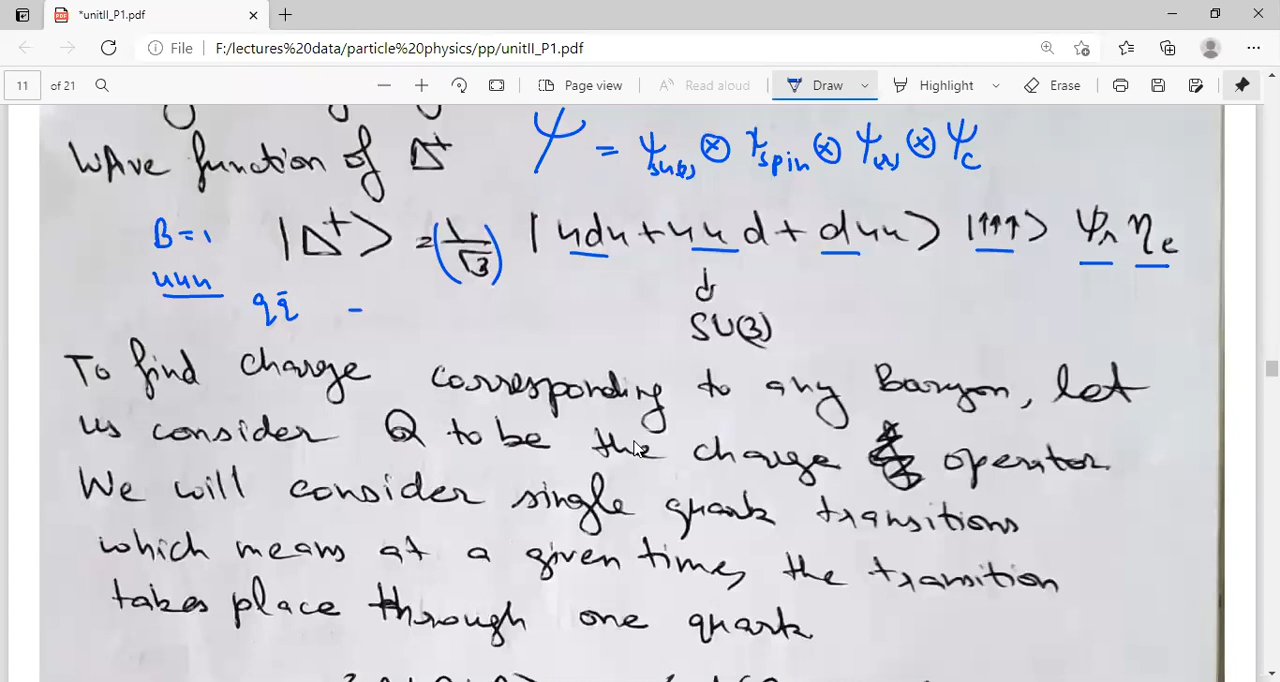 *unitII_P1.pdf
File F:/lectures%20data/particle%20physics/pp/unitII_P1.pdf
11 of 21 Page view Read aloud Draw Highlight Erase
WAve function of Δ⁺ Ψ = ψ_SU(3) ⊗ χ_spin ⊗ ψ_(r) ⊗ ψ_c
B = 1 |Δ⁺> = (1/√3) |udu + uud + duu> |↑↑↑> ψ_r η_c
uuu
qq̄ -
SU(3)
To find charge corresponding to any Baryon, let
us consider Q to be the charge operator
We will consider single quark transitions
which means at a given time, the transition
takes place through one quark